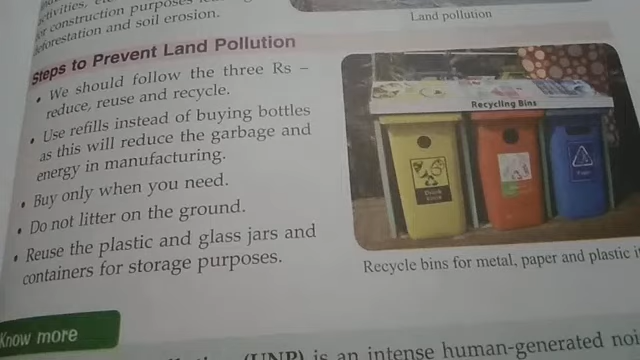 activities, etc
for construction purposes
deforestation and soil erosion.
Land pollution
Steps to Prevent Land Pollution
• We should follow the three Rs –
reduce, reuse and recycle.
• Use refills instead of buying bottles
as this will reduce the garbage and
energy in manufacturing.
• Buy only when you need.
• Do not litter on the ground.
• Reuse the plastic and glass jars and
containers for storage purposes.
Recycling Bins
Recycle bins for metal, paper and plastic
Know more
(UNP) is an intense human-generated